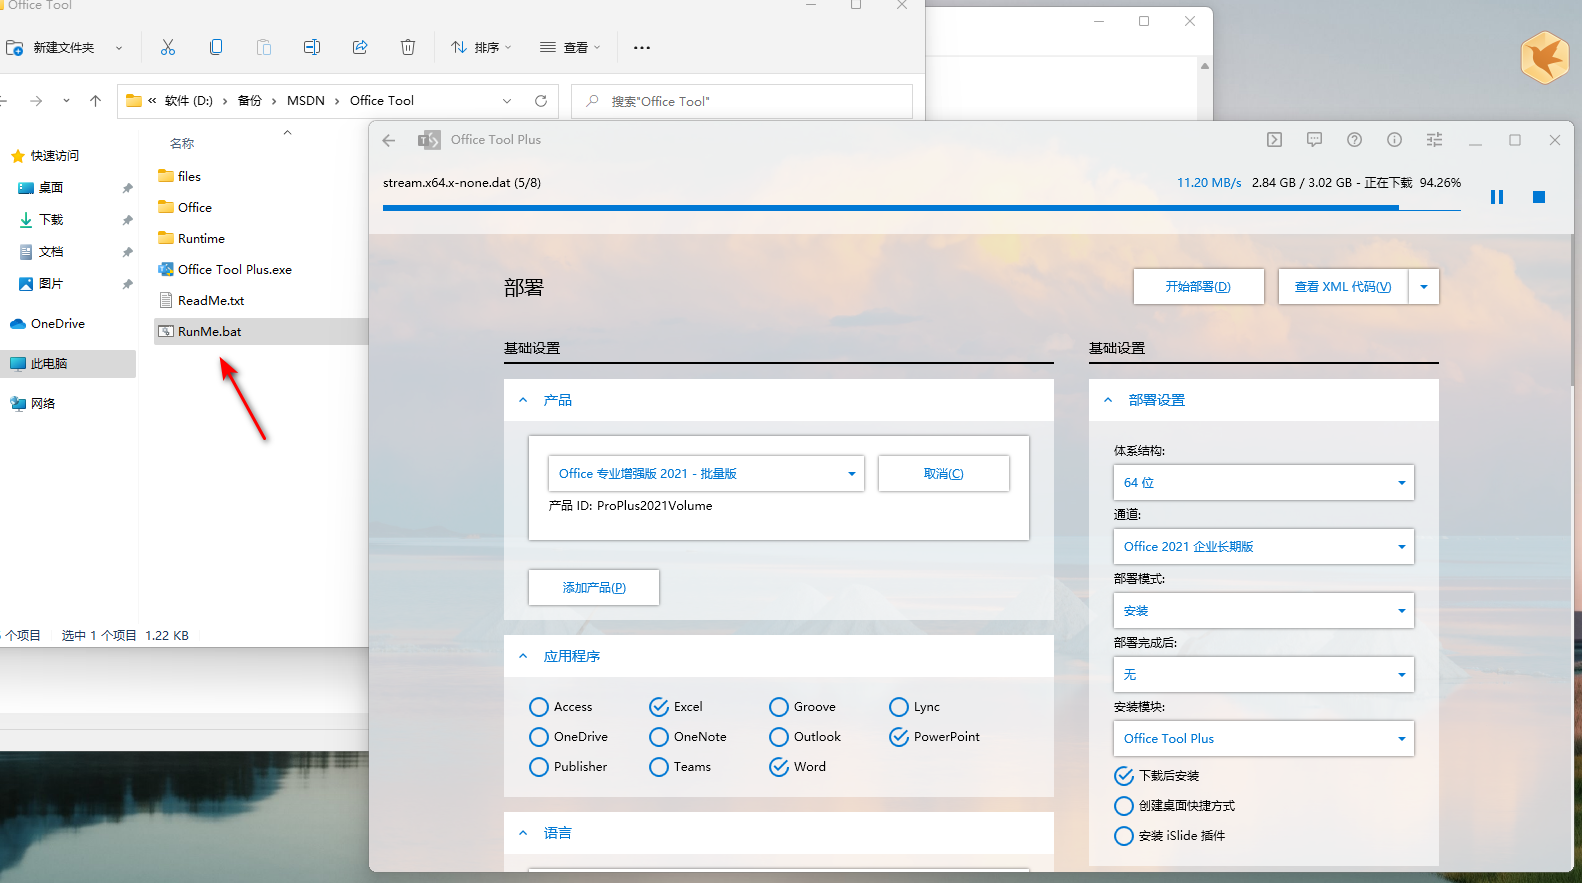 Office Tool
新建文件夹
排序
查看
« 软件 (D:) › 备份 › MSDN › Office Tool
搜索"Office Tool"
名称
快速访问
桌面
下载
文档
图片
OneDrive
此电脑
网络
files
Office
Runtime
Office Tool Plus.exe
ReadMe.txt
RunMe.bat
个项目 选中 1 个项目 1.22 KB
Office Tool Plus
stream.x64.x-none.dat (5/8)
11.20 MB/s 2.84 GB / 3.02 GB - 正在下载 94.26%
部署
开始部署(D)
查看 XML 代码(V)
基础设置
产品
Office 专业增强版 2021 - 批量版
取消(C)
产品 ID: ProPlus2021Volume
添加产品(P)
应用程序
Access Excel Groove Lync
OneDrive OneNote Outlook PowerPoint
Publisher Teams Word
语言
基础设置
部署设置
体系结构:
64 位
通道:
Office 2021 企业长期版
部署模式:
安装
部署完成后:
无
安装模块:
Office Tool Plus
下载后安装
创建桌面快捷方式
安装 iSlide 插件